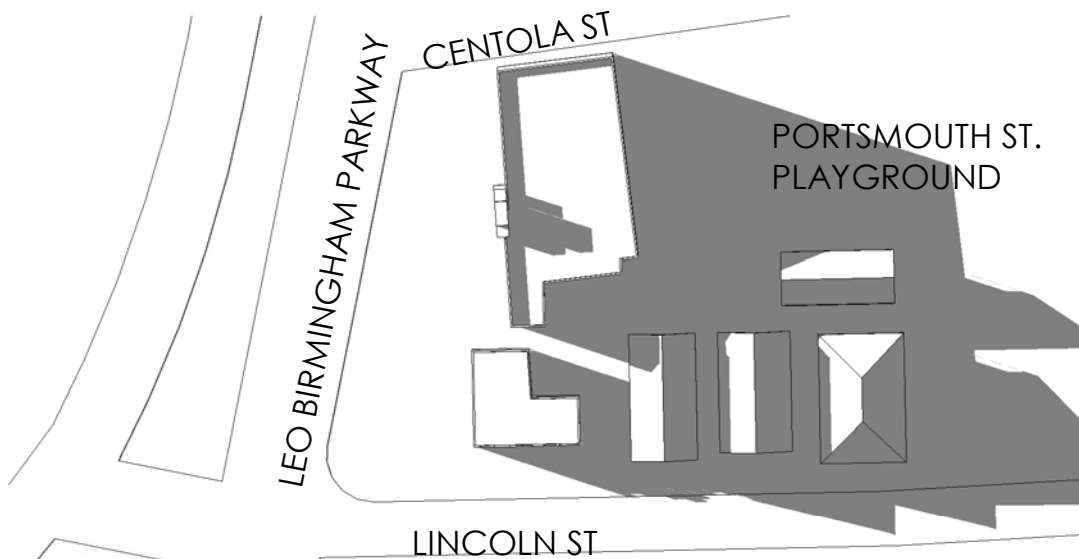 CENTOLA ST
LEO BIRMINGHAM PARKWAY
PORTSMOUTH ST.
PLAYGROUND
LINCOLN ST